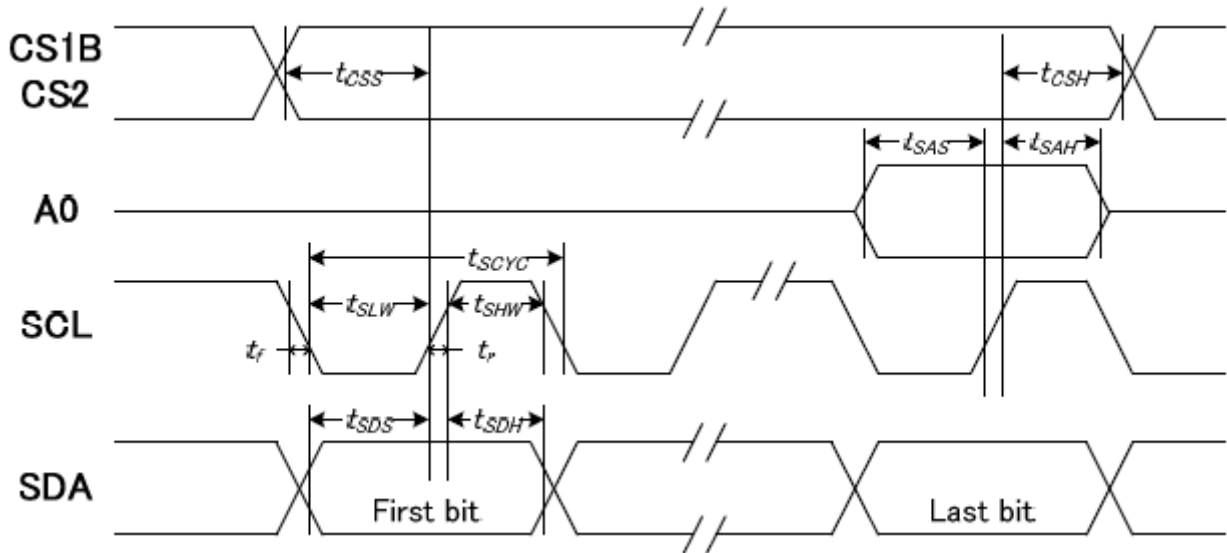 CS1B
CS2
tCSS
tCSH
tSAS
tSAH
A0
tSCYC
SCL
tSLW
tSHW
tf
tr
tSDS
tSDH
SDA
First bit
Last bit